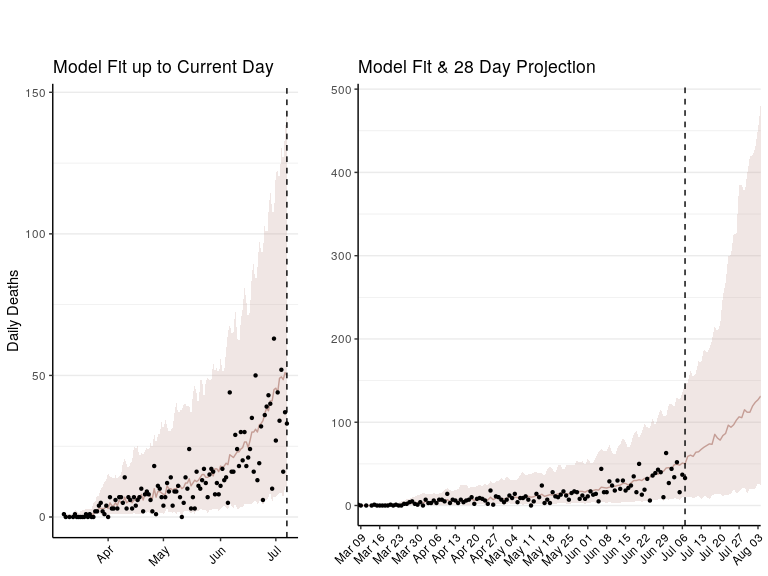 Model Fit up to Current Day
Model Fit & 28 Day Projection
Daily Deaths
150
100
50
0
Apr
May
Jun
Jul
500
400
300
200
100
0
Mar 09
Mar 16
Mar 23
Mar 30
Apr 06
Apr 13
Apr 20
Apr 27
May 04
May 11
May 18
May 25
Jun 01
Jun 08
Jun 15
Jun 22
Jun 29
Jul 06
Jul 13
Jul 20
Jul 27
Aug 03